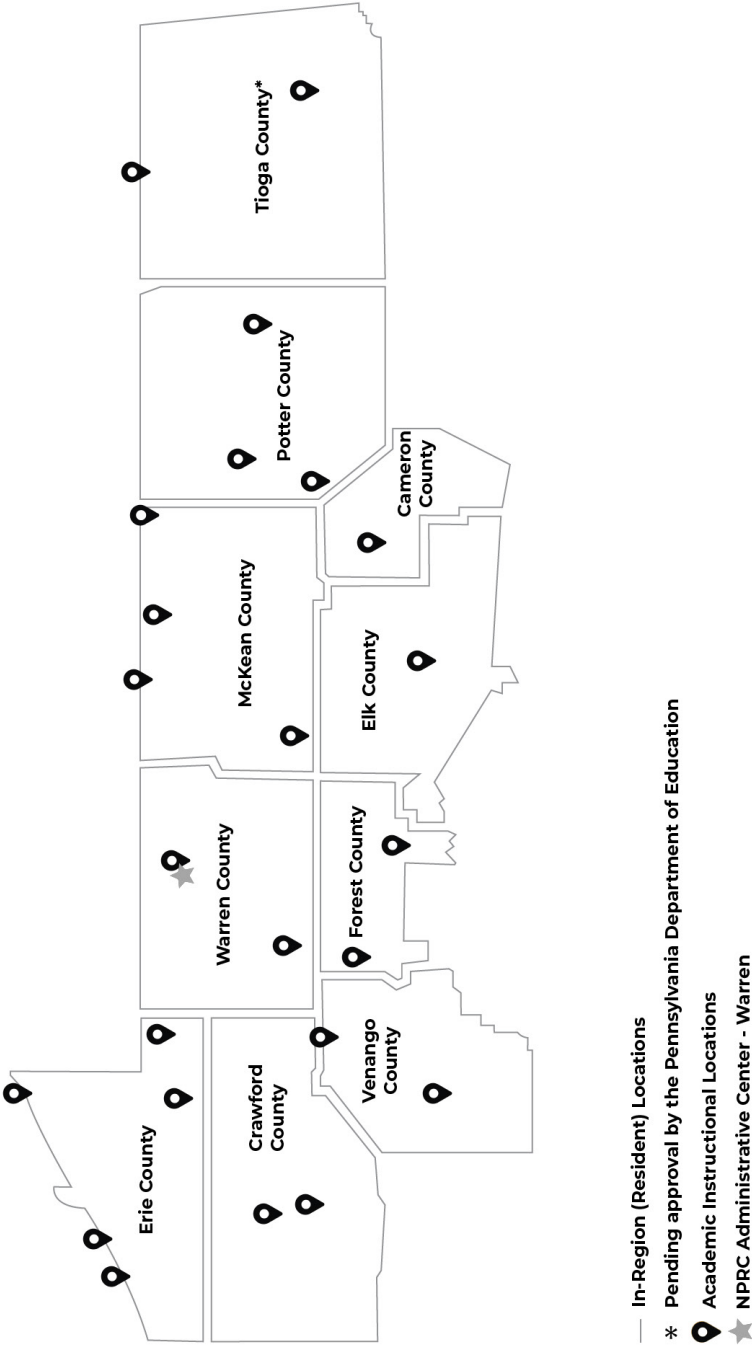 Erie County
Crawford
County
Warren County
Venango
County
Forest County
McKean County
Elk County
Potter County
Cameron
County
Tioga County*
In-Region (Resident) Locations
* Pending approval by the Pennsylvania Department of Education
Academic Instructional Locations
NPRC Administrative Center - Warren